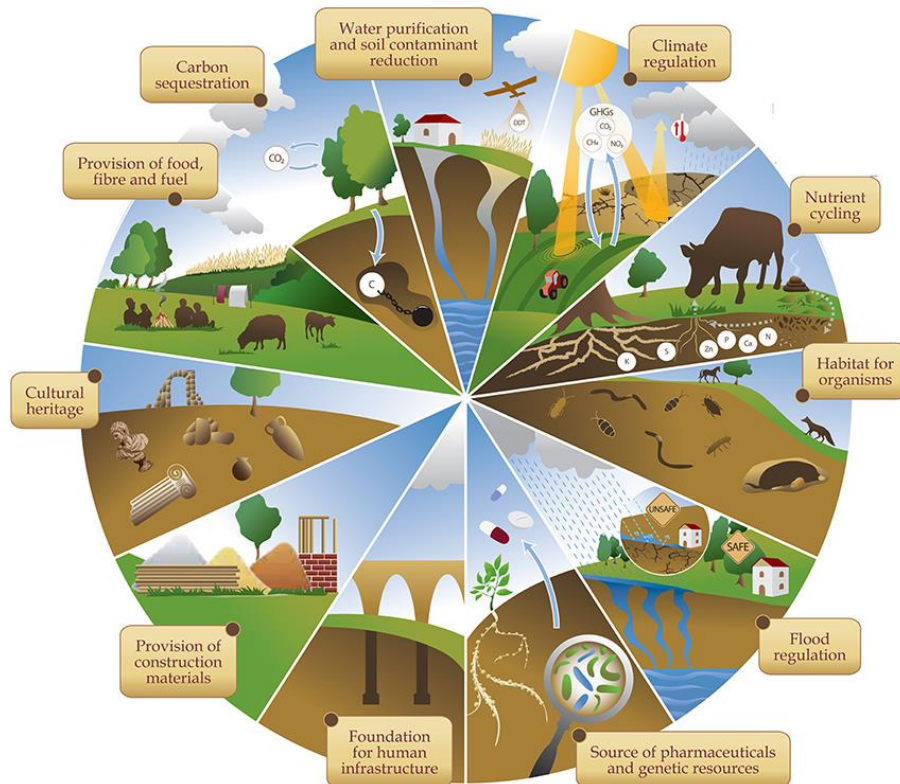 Water purification
and soil contaminant
reduction
Climate
regulation
Carbon
sequestration
DDT
GHGs
CO₂
CH₄
NOₓ
CO₂
Provision of food,
fibre and fuel
Nutrient
cycling
C
K
S
Zn
P
Ca
N
Cultural
heritage
Habitat for
organisms
UNSAFE
SAFE
Provision of
construction
materials
Flood
regulation
Foundation
for human
infrastructure
Source of pharmaceuticals
and genetic resources